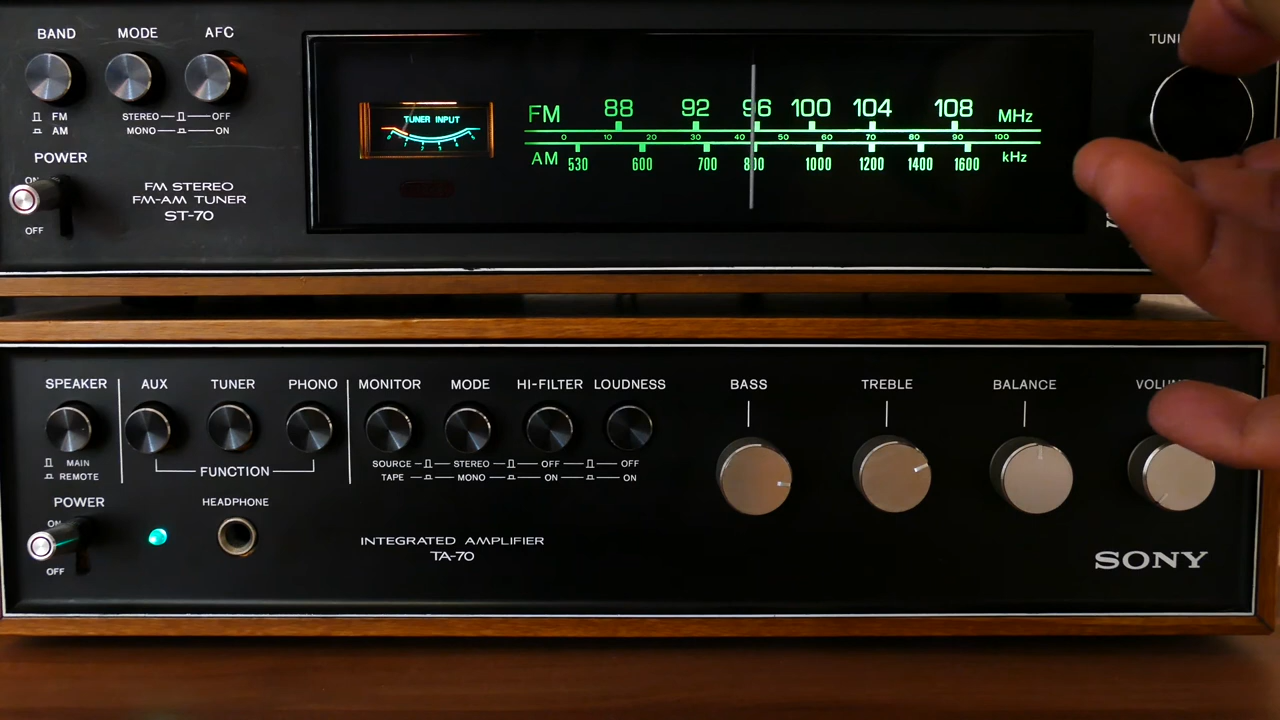 BAND MODE AFC
TUN
FM 88 92 96 100 104 108 MHz
TUNER INPUT
FM STEREO OFF
AM MONO ON
0 10 20 30 40 50 60 70 80 90 100
AM 530 600 700 800 1000 1200 1400 1600 kHz
POWER
ON
OFF
FM STEREO
FM-AM TUNER
ST-70
SPEAKER AUX TUNER PHONO MONITOR MODE HI-FILTER LOUDNESS BASS TREBLE BALANCE VOLUM
MAIN
REMOTE
FUNCTION
SOURCE STEREO OFF OFF
TAPE MONO ON ON
POWER
ON
OFF
HEADPHONE
INTEGRATED AMPLIFIER
TA-70
SONY